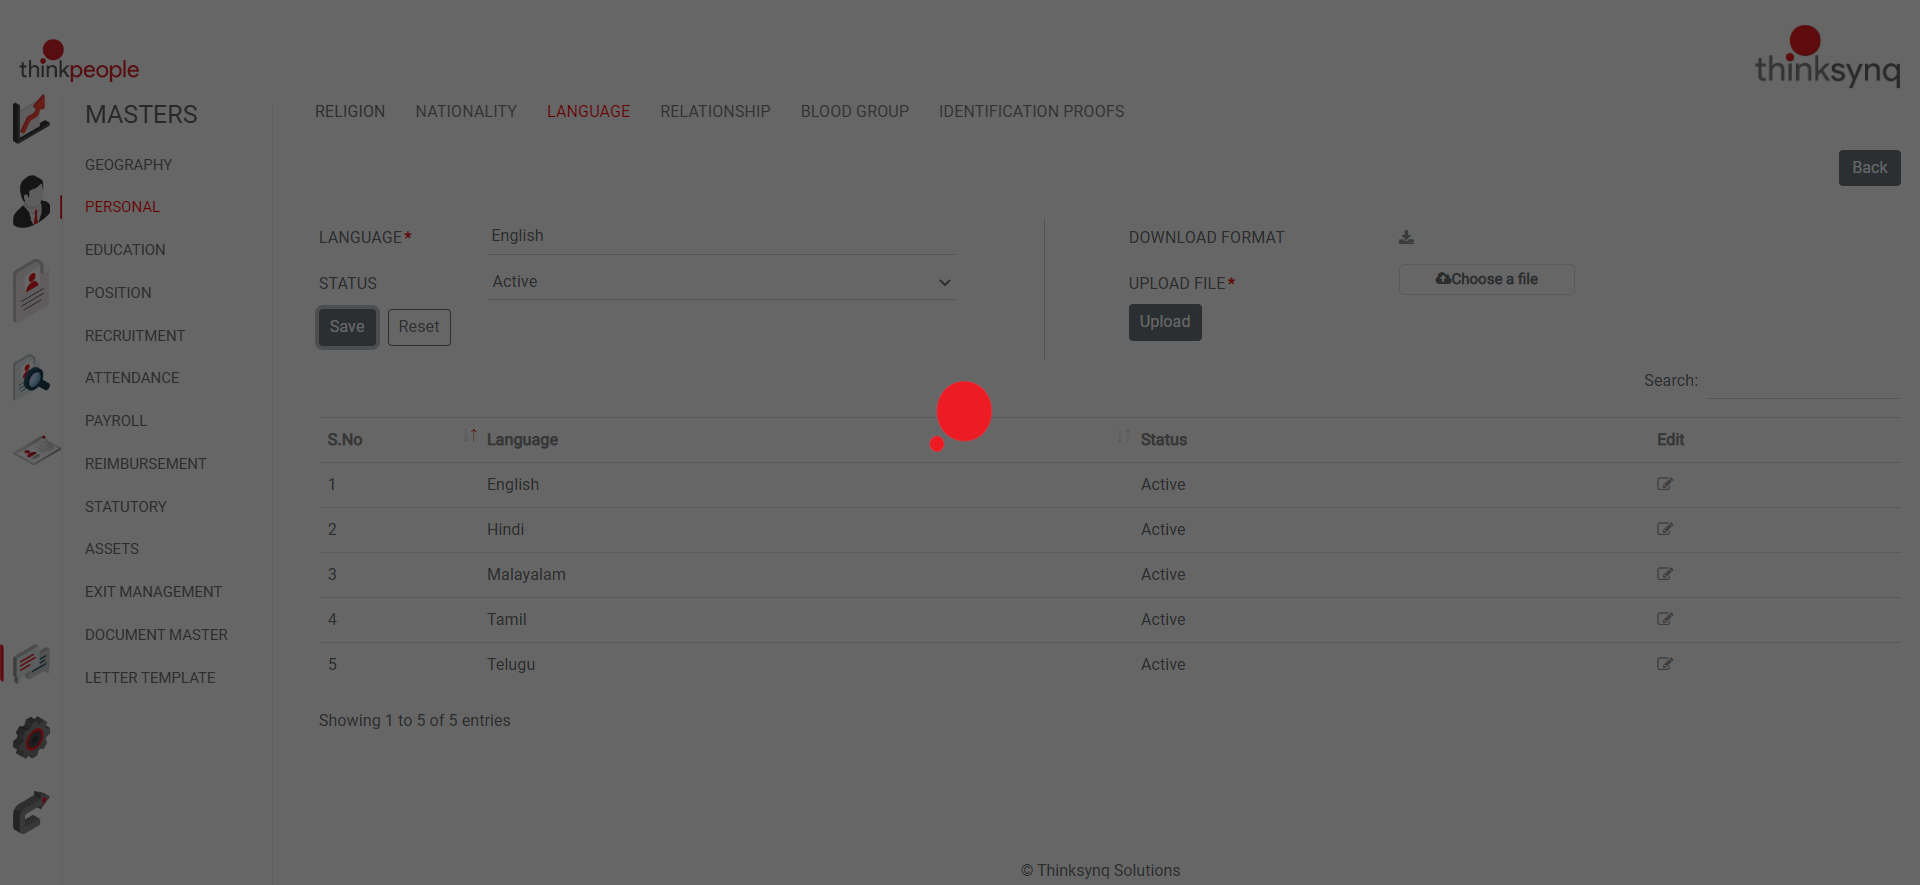 thinkpeople
thinksynq
MASTERS
RELIGION NATIONALITY LANGUAGE RELATIONSHIP BLOOD GROUP IDENTIFICATION PROOFS
GEOGRAPHY
PERSONAL
EDUCATION
POSITION
RECRUITMENT
ATTENDANCE
PAYROLL
REIMBURSEMENT
STATUTORY
ASSETS
EXIT MANAGEMENT
DOCUMENT MASTER
LETTER TEMPLATE
Back
LANGUAGE* English
STATUS Active
Save Reset
DOWNLOAD FORMAT
UPLOAD FILE* Choose a file
Upload
Search:
S.No Language Status Edit
1 English Active
2 Hindi Active
3 Malayalam Active
4 Tamil Active
5 Telugu Active
Showing 1 to 5 of 5 entries
© Thinksynq Solutions